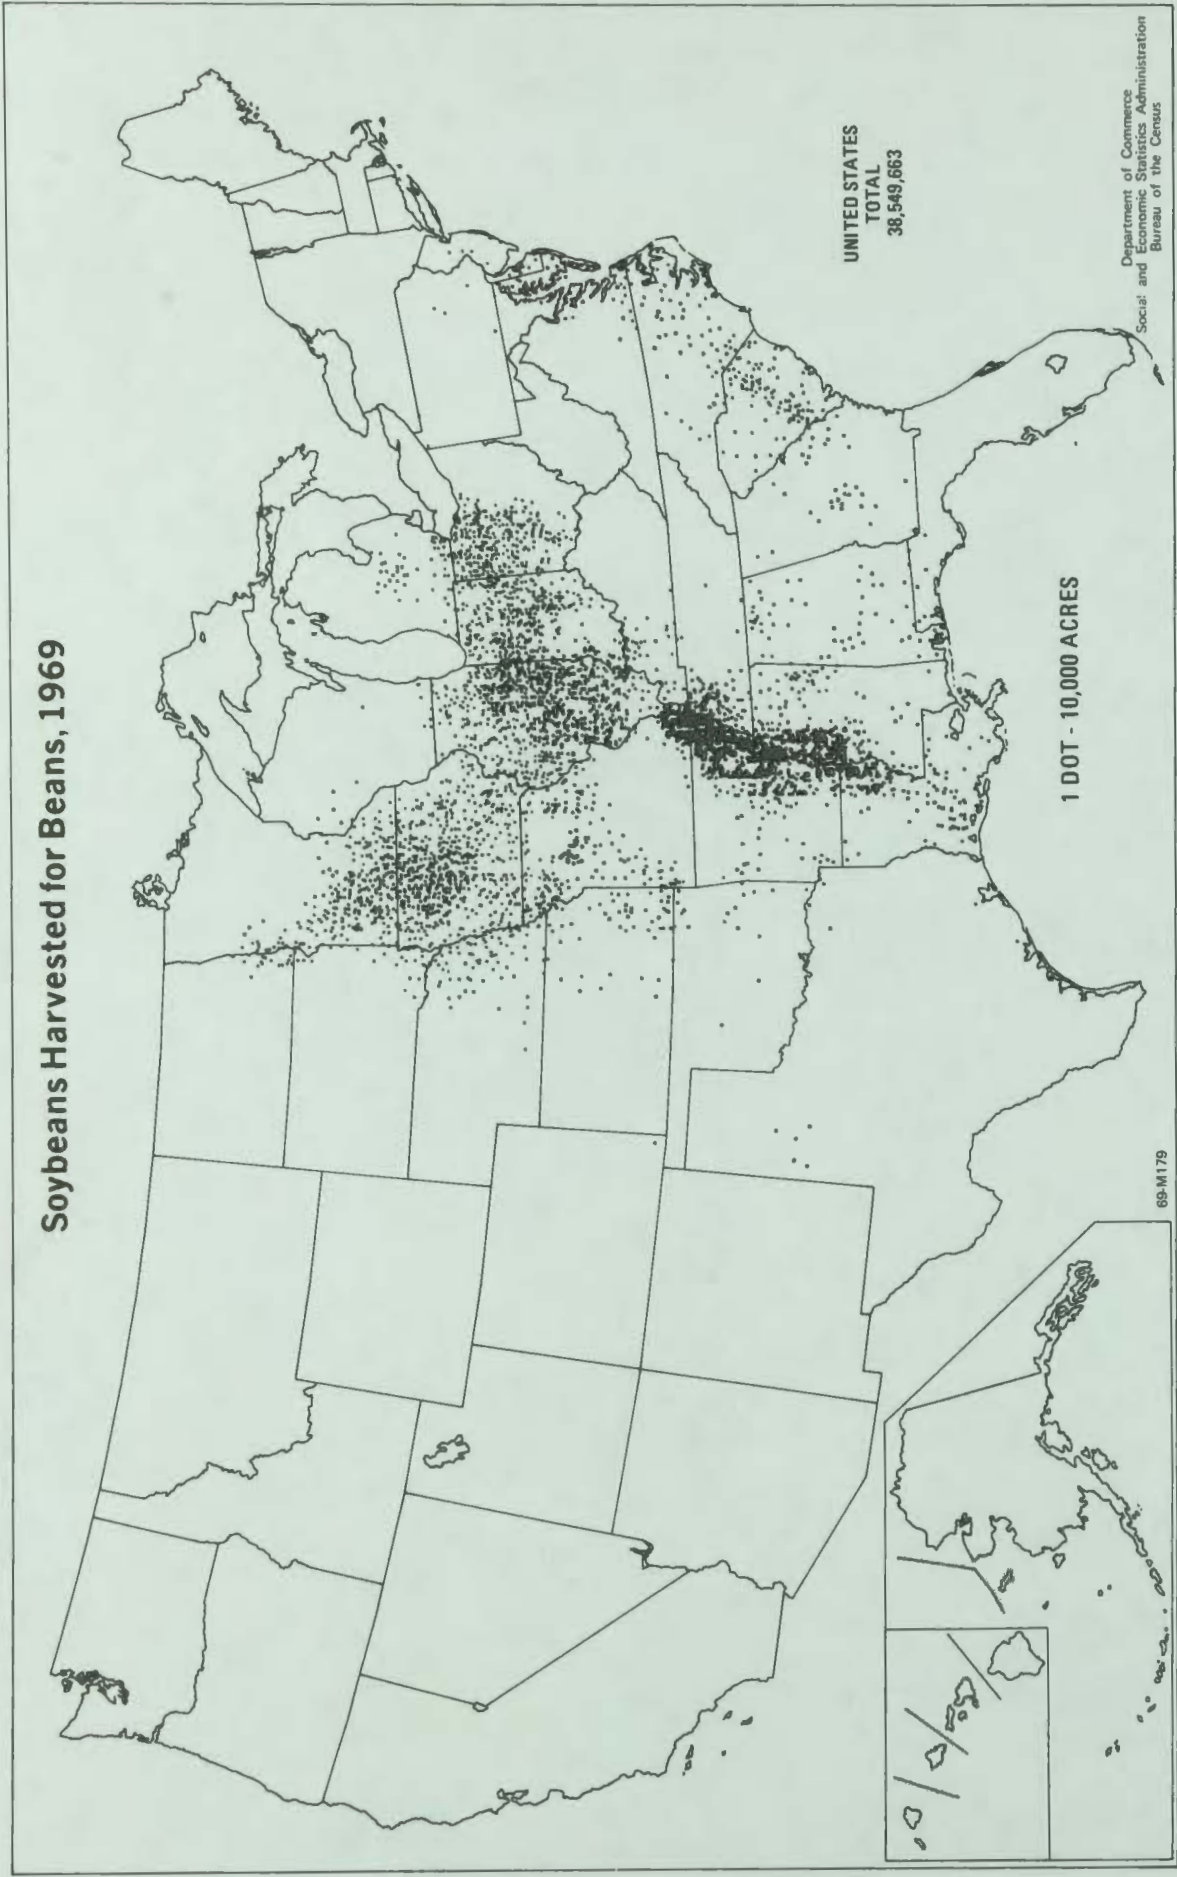 Soybeans Harvested for Beans, 1969
UNITED STATES
TOTAL
38,549,663
1 DOT - 10,000 ACRES
Department of Commerce
Social and Economic Statistics Administration
Bureau of the Census
69-M179